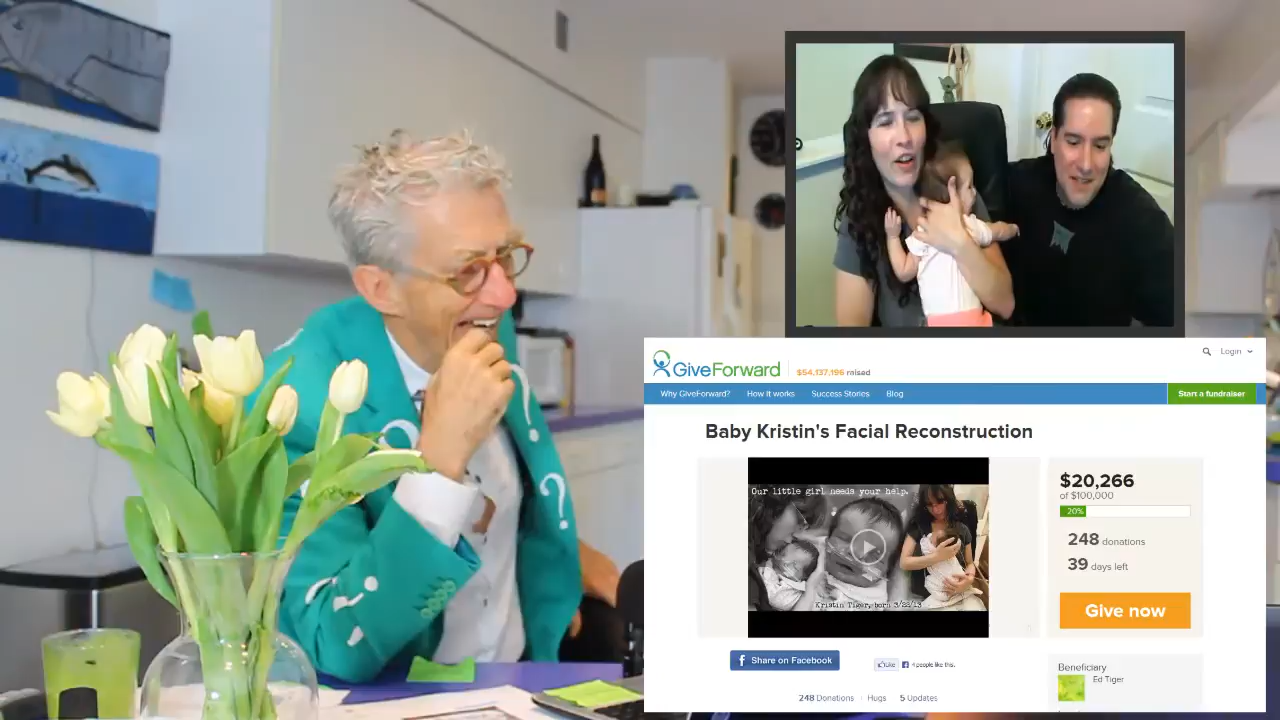 GiveForward
$54,137,196 raised
Login
Why GiveForward?
How It works
Success Stories
Blog
Start a fundraiser
Baby Kristin's Facial Reconstruction
Our little girl needs your help.
Kristin Tiger, born 3/22/13
$20,266
of $100,000
20%
248 donations
39 days left
Give now
f Share on Facebook
Like
4 people like this.
248 Donations
Hugs
5 Updates
Beneficiary
Ed Tiger
? ? ?